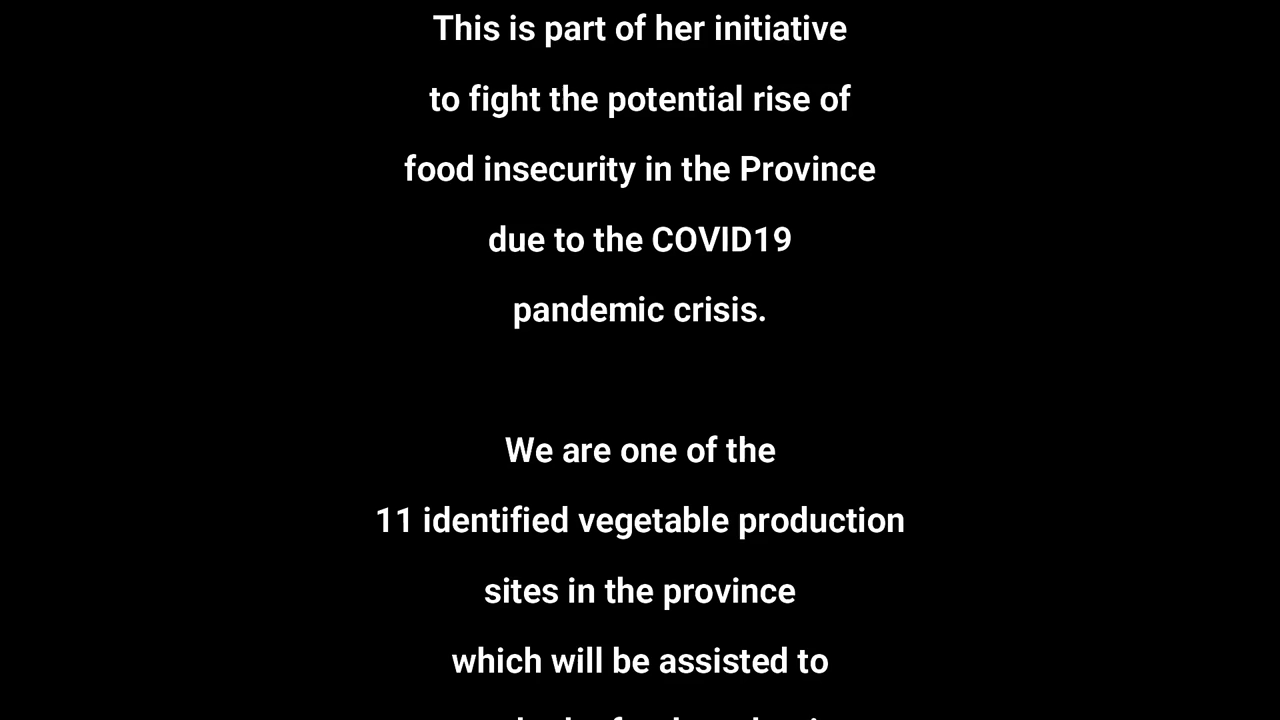 This is part of her initiative
to fight the potential rise of
food insecurity in the Province
due to the COVID19
pandemic crisis.
We are one of the
11 identified vegetable production
sites in the province
which will be assisted to